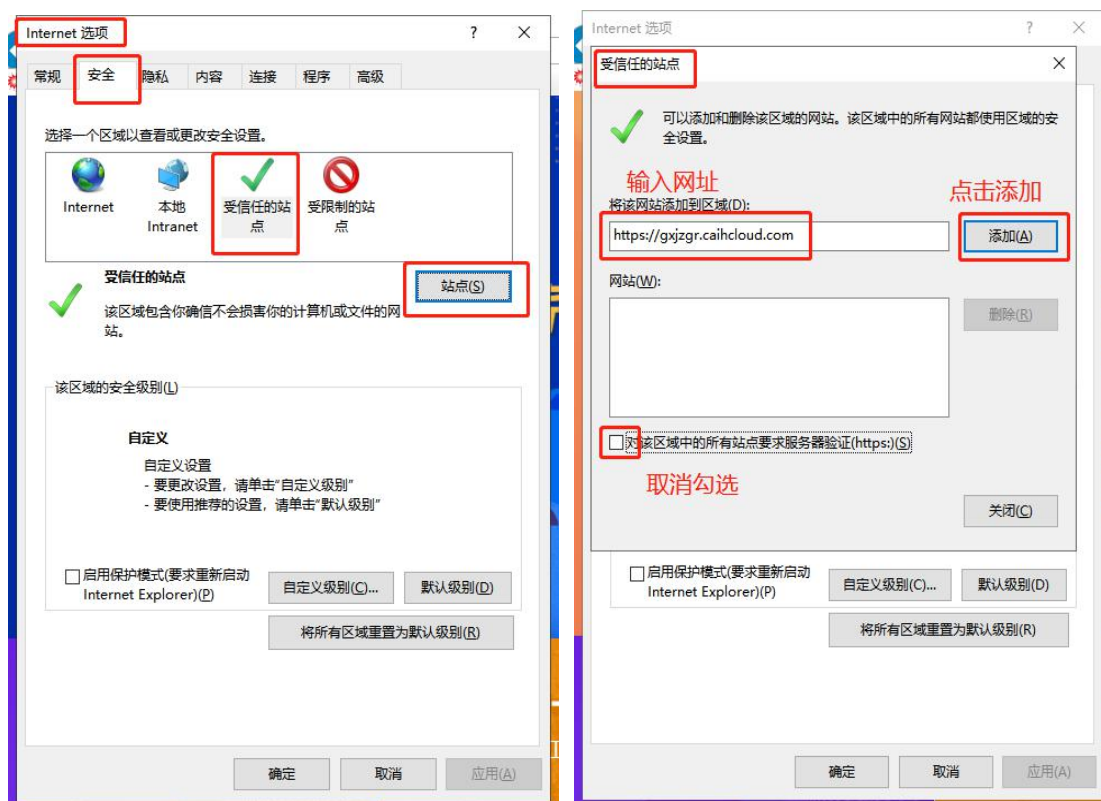 Internet 选项
常规 安全 隐私 内容 连接 程序 高级
选择一个区域以查看或更改安全设置。
Internet
本地
Intranet
受信任的站
点
受限制的站
点
受信任的站点
站点(S)
该区域包含你确信不会损害你的计算机或文件的网
站。
该区域的安全级别(L)
自定义
自定义设置
- 要更改设置，请单击“自定义级别”
- 要使用推荐的设置，请单击“默认级别”
启用保护模式(要求重新启动
Internet Explorer)(P)
自定义级别(C)...
默认级别(D)
将所有区域重置为默认级别(R)
确定
取消
应用(A)
Internet 选项
受信任的站点
可以添加和删除该区域的网站。该区域中的所有网站都使用区域的安
全设置。
输入网址
点击添加
将该网站添加到区域(D):
https://gxjzgr.caihcloud.com
添加(A)
网站(W):
删除(R)
对该区域中的所有站点要求服务器验证(https:)(S)
取消勾选
关闭(C)
启用保护模式(要求重新启动
Internet Explorer)(P)
自定义级别(C)...
默认级别(D)
将所有区域重置为默认级别(R)
确定
取消
应用(A)